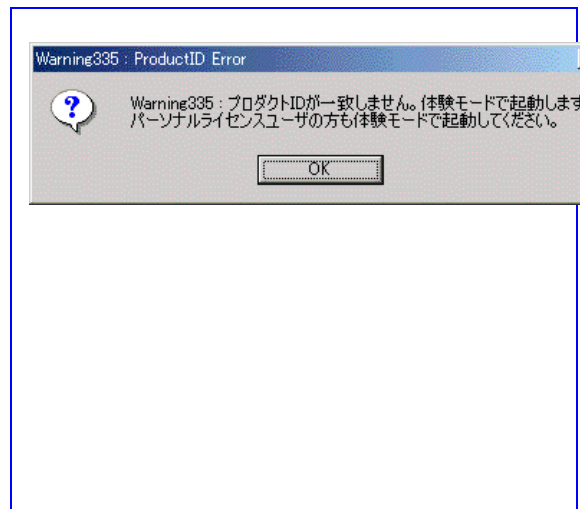 Warning335 : ProductID Error
Warning335：プロダクトIDが一致しません。体験モードで起動します
パーソナルライセンスユーザの方も体験モードで起動してください。
OK